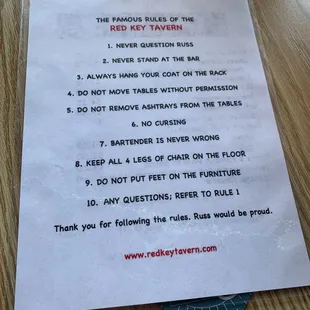 THE FAMOUS RULES OF THE
RED KEY TAVERN
1. NEVER QUESTION RUSS
2. NEVER STAND AT THE BAR
3. ALWAYS HANG YOUR COAT ON THE RACK
4. DO NOT MOVE TABLES WITHOUT PERMISSION
5. DO NOT REMOVE ASHTRAYS FROM THE TABLES
6. NO CURSING
7. BARTENDER IS NEVER WRONG
8. KEEP ALL 4 LEGS OF CHAIR ON THE FLOOR
9. DO NOT PUT FEET ON THE FURNITURE
10. ANY QUESTIONS; REFER TO RULE 1
Thank you for following the rules. Russ would be proud.
www.redkeytavern.com